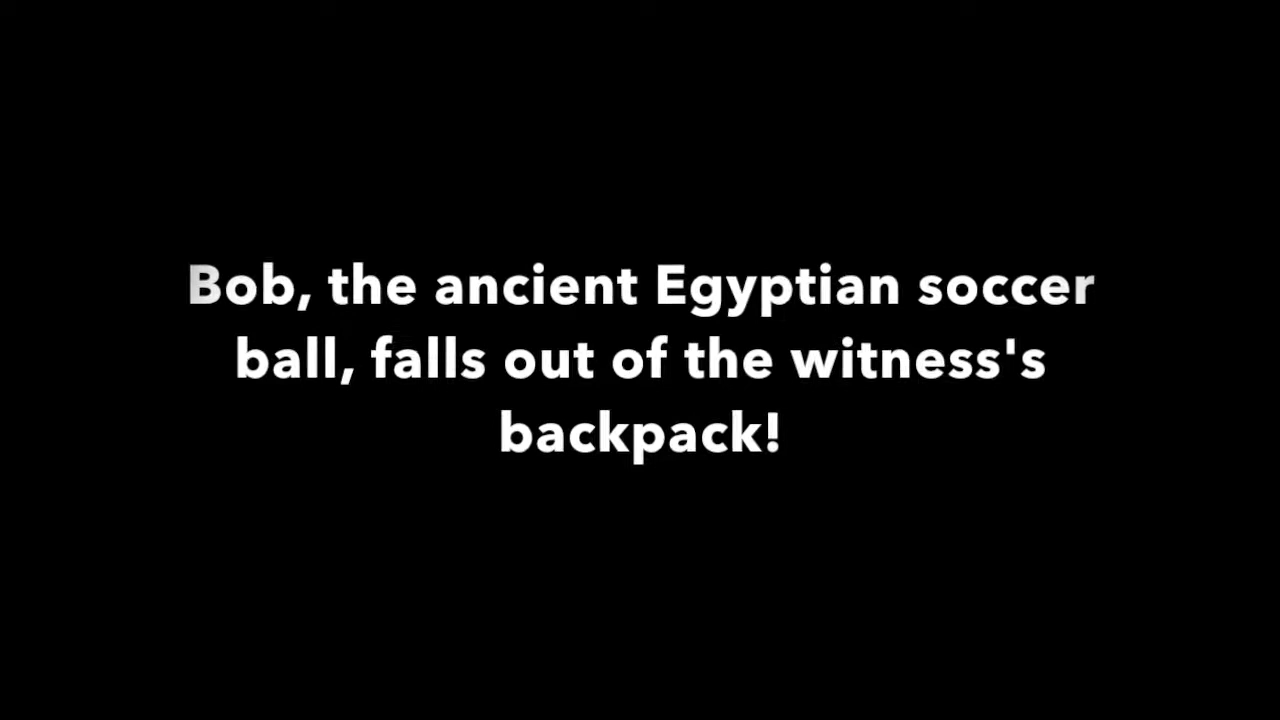 Bob, the ancient Egyptian soccer
ball, falls out of the witness's
backpack!